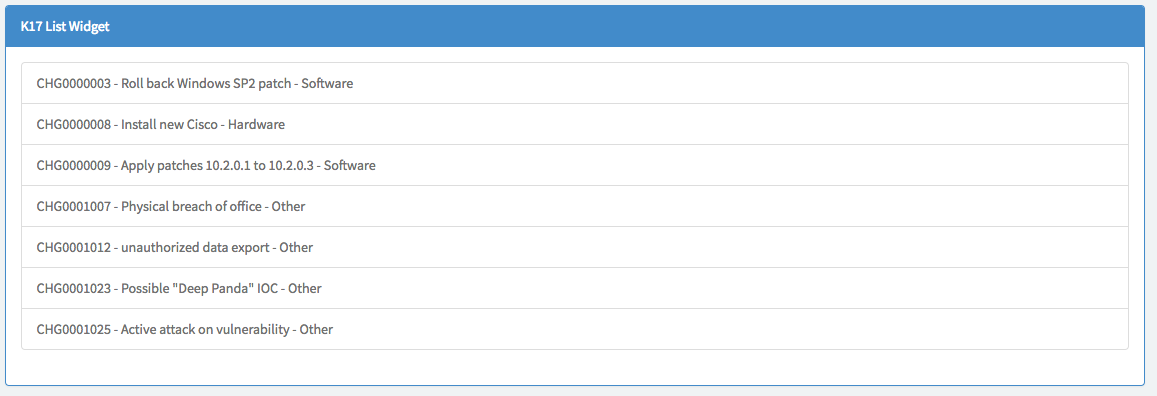 K17 List Widget
CHG0000003 - Roll back Windows SP2 patch - Software
CHG0000008 - Install new Cisco - Hardware
CHG0000009 - Apply patches 10.2.0.1 to 10.2.0.3 - Software
CHG0001007 - Physical breach of office - Other
CHG0001012 - unauthorized data export - Other
CHG0001023 - Possible "Deep Panda" IOC - Other
CHG0001025 - Active attack on vulnerability - Other